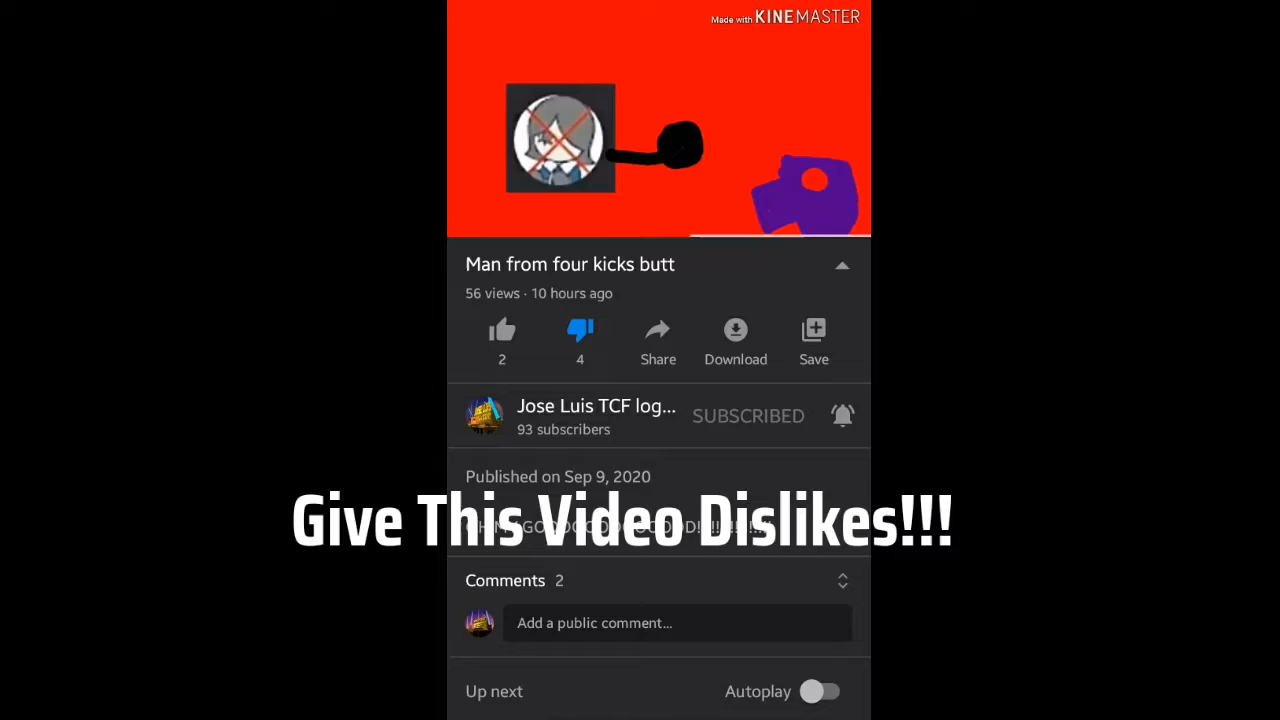 Made with KINEMASTER
Man from four kicks butt
56 views · 10 hours ago
2 4 Share Download Save
Jose Luis TCF log... SUBSCRIBED
93 subscribers
Published on Sep 9, 2020
Give This Video Dislikes!!!
Comments 2
Add a public comment...
Up next Autoplay